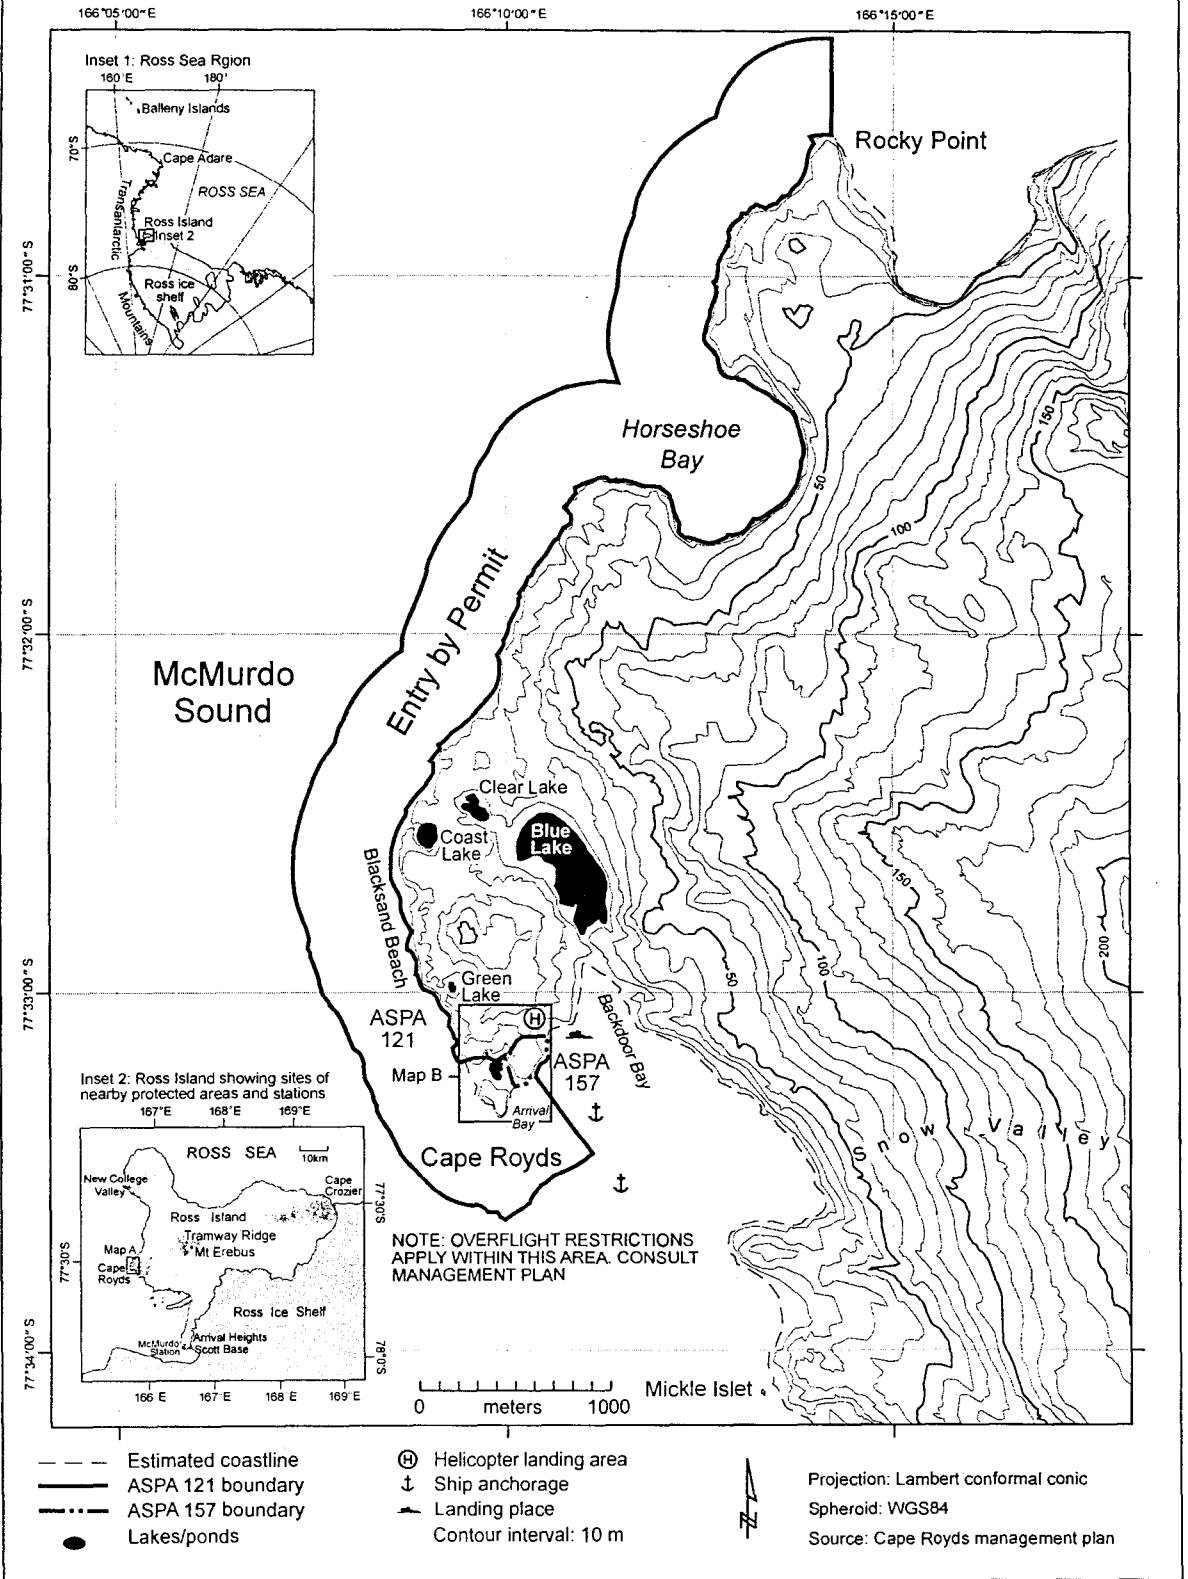 166°05'00" E
166°10'00" E
166°15'00" E
Inset 1: Ross Sea Rgion
160°E
180°
Balleny Islands
70°S
Cape Adare
ROSS SEA
Transantarctic
Ross Island
Inset 2
80°S
Ross ice
shelf
Mountains
Rocky Point
77°31'00" S
Horseshoe
Bay
150
50
100
Entry by Permit
77°32'00" S
McMurdo
Sound
Clear Lake
Coast
Lake
Blue
Lake
Blacksand Beach
150
200
100
50
Green
Lake
77°33'00" S
ASPA
121
H
Backdoor Bay
ASPA
157
Map B
Arrival
Bay
Snow Valley
Cape Royds
NOTE: OVERFLIGHT RESTRICTIONS
APPLY WITHIN THIS AREA. CONSULT
MANAGEMENT PLAN
Inset 2: Ross Island showing sites of
nearby protected areas and stations
167°E
168°E
169°E
ROSS SEA
10km
New College
Valley
Cape
Crozier
77°30'S
Ross Island
Tramway Ridge
Mt Erebus
Map A
Cape
Royds
77°30'S
Ross Ice Shelf
McMurdo
Station
Arrival Heights
Scott Base
78°0'S
166°E
167°E
168°E
169°E
77°34'00" S
Mickle Islet
0
meters
1000
Estimated coastline
ASPA 121 boundary
ASPA 157 boundary
Lakes/ponds
H Helicopter landing area
Ship anchorage
Landing place
Contour interval: 10 m
N
Projection: Lambert conformal conic
Spheroid: WGS84
Source: Cape Royds management plan